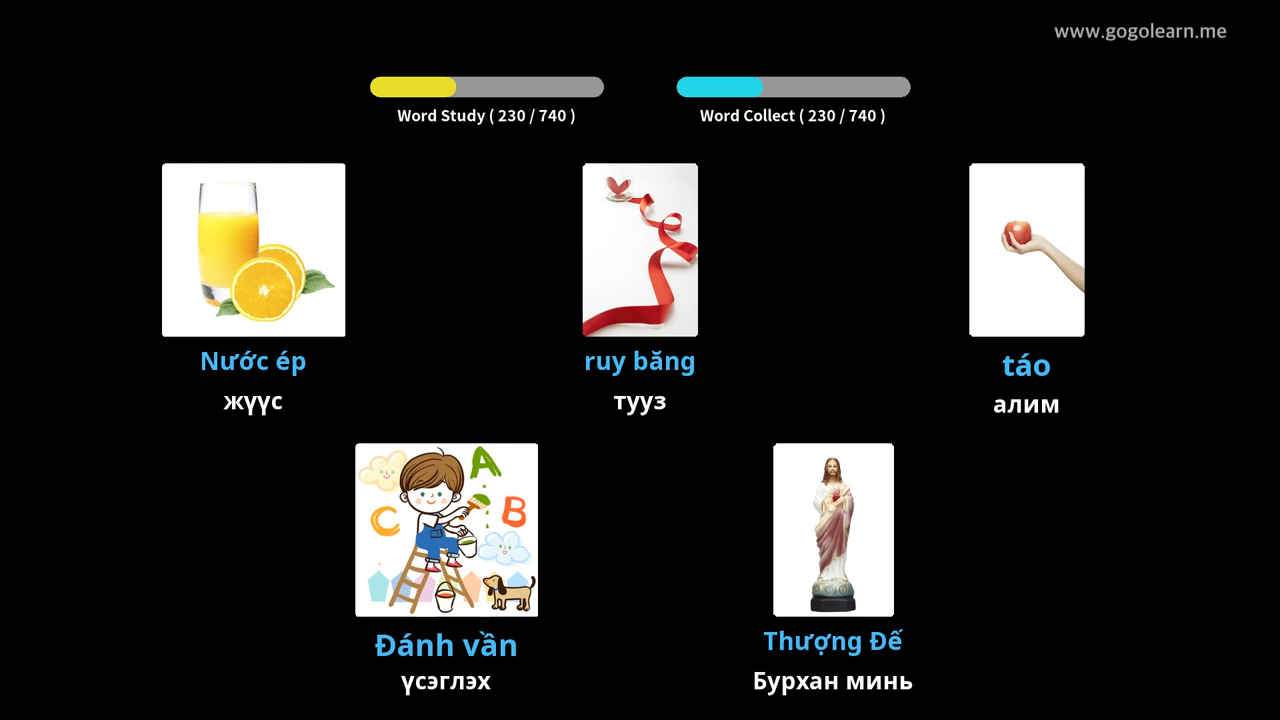 www.gogolearn.me
Word Study ( 230 / 740 )
Word Collect ( 230 / 740 )
Nước ép
жүүс
ruy băng
тууз
táo
алим
A
B
C
Đánh vần
үсэглэх
Thượng Đế
Бурхан минь